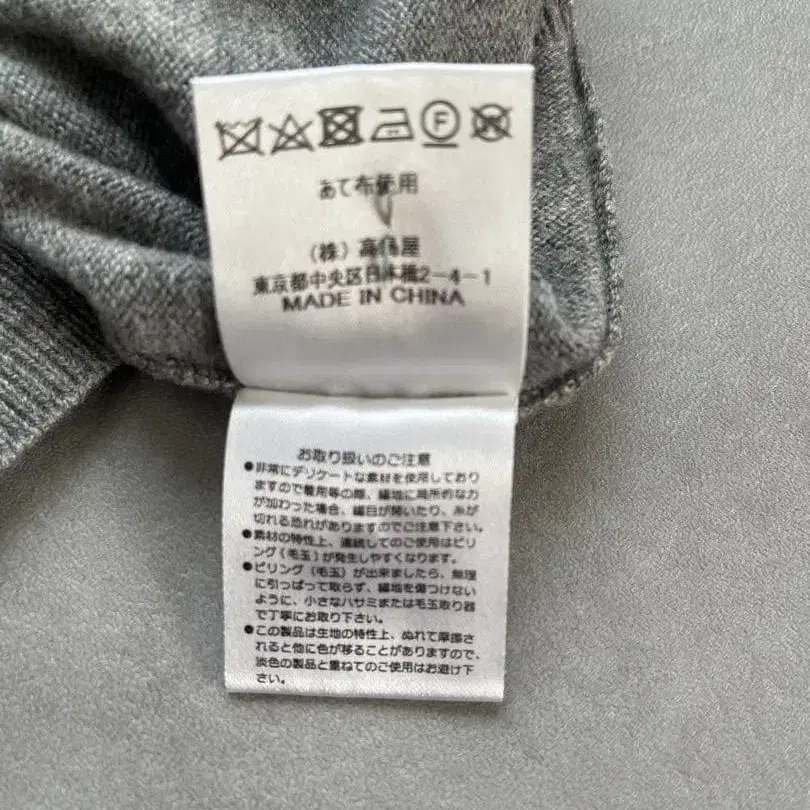 F
あて布使用
(株)高島屋
東京都中央区日本橋2-4-1
MADE IN CHINA
お取り扱いのご注意
●非常にデリケートな素材を使用しており
ますので着用等の際、編地に局所的な力
が加わった場合、編目が開いたり、糸が
切れる恐れがありますのでご注意下さい。
●素材の特性上、連続してのご使用はピリ
ング(毛玉)が発生しやすくなります。
●ピリング(毛玉)が出来ましたら、無理
に引っぱって取らず、編地を傷つけない
ように、小さなハサミまたは毛玉取り器
で丁寧にお取り下さい。
●この製品は生地の特性上、ぬれて摩擦さ
れると他に色が移ることがありますので、
淡色の製品と重ねてのご使用はお避け下
さい。